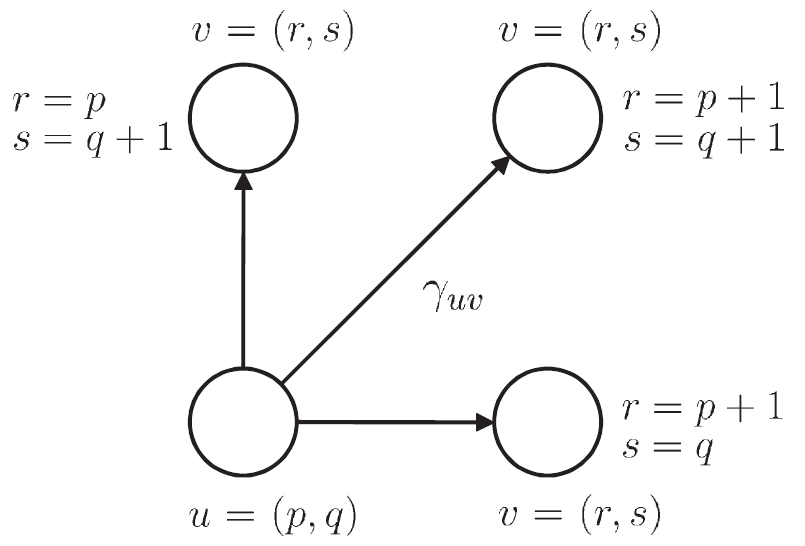 v = (r, s)
v = (r, s)
r = p
s = q + 1
r = p + 1
s = q + 1
γuv
r = p + 1
s = q
u = (p, q)
v = (r, s)